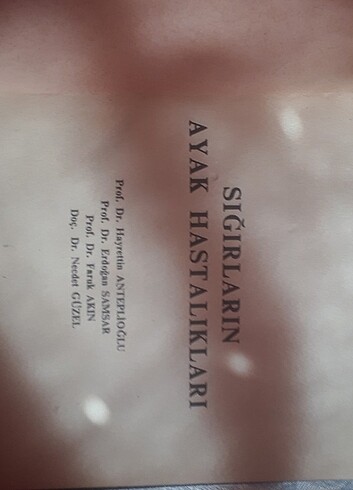 SIĞIRLARIN
AYAK HASTALIKLARI
Prof. Dr. Hayrettin ANTEPLİOĞLU
Prof. Dr. Erdoğan SAMSAR
Prof. Dr. Faruk AKIN
Doç. Dr. Necdet GÜZEL